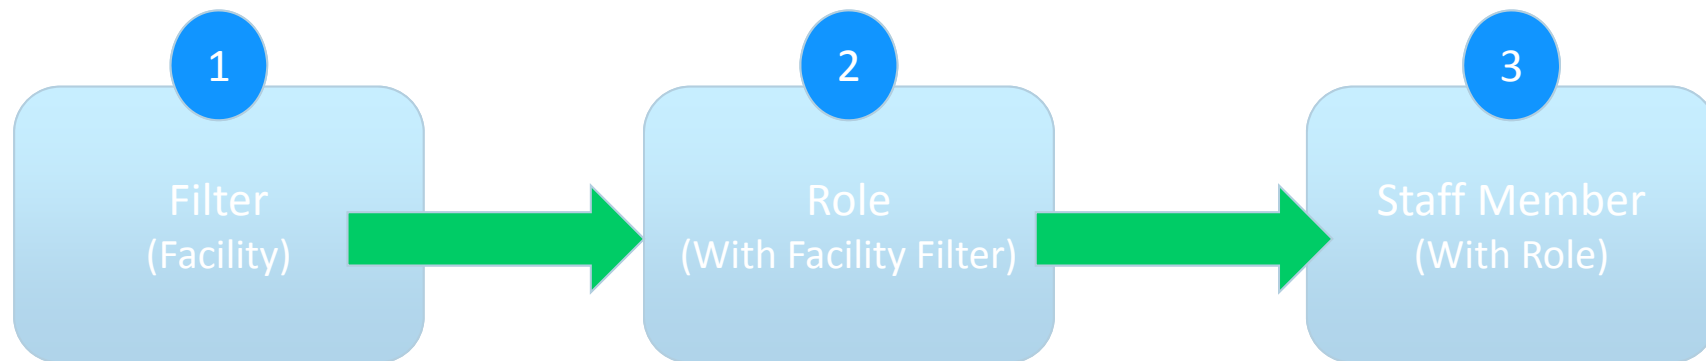 1
Filter
(Facility)
2
Role
(With Facility Filter)
3
Staff Member
(With Role)